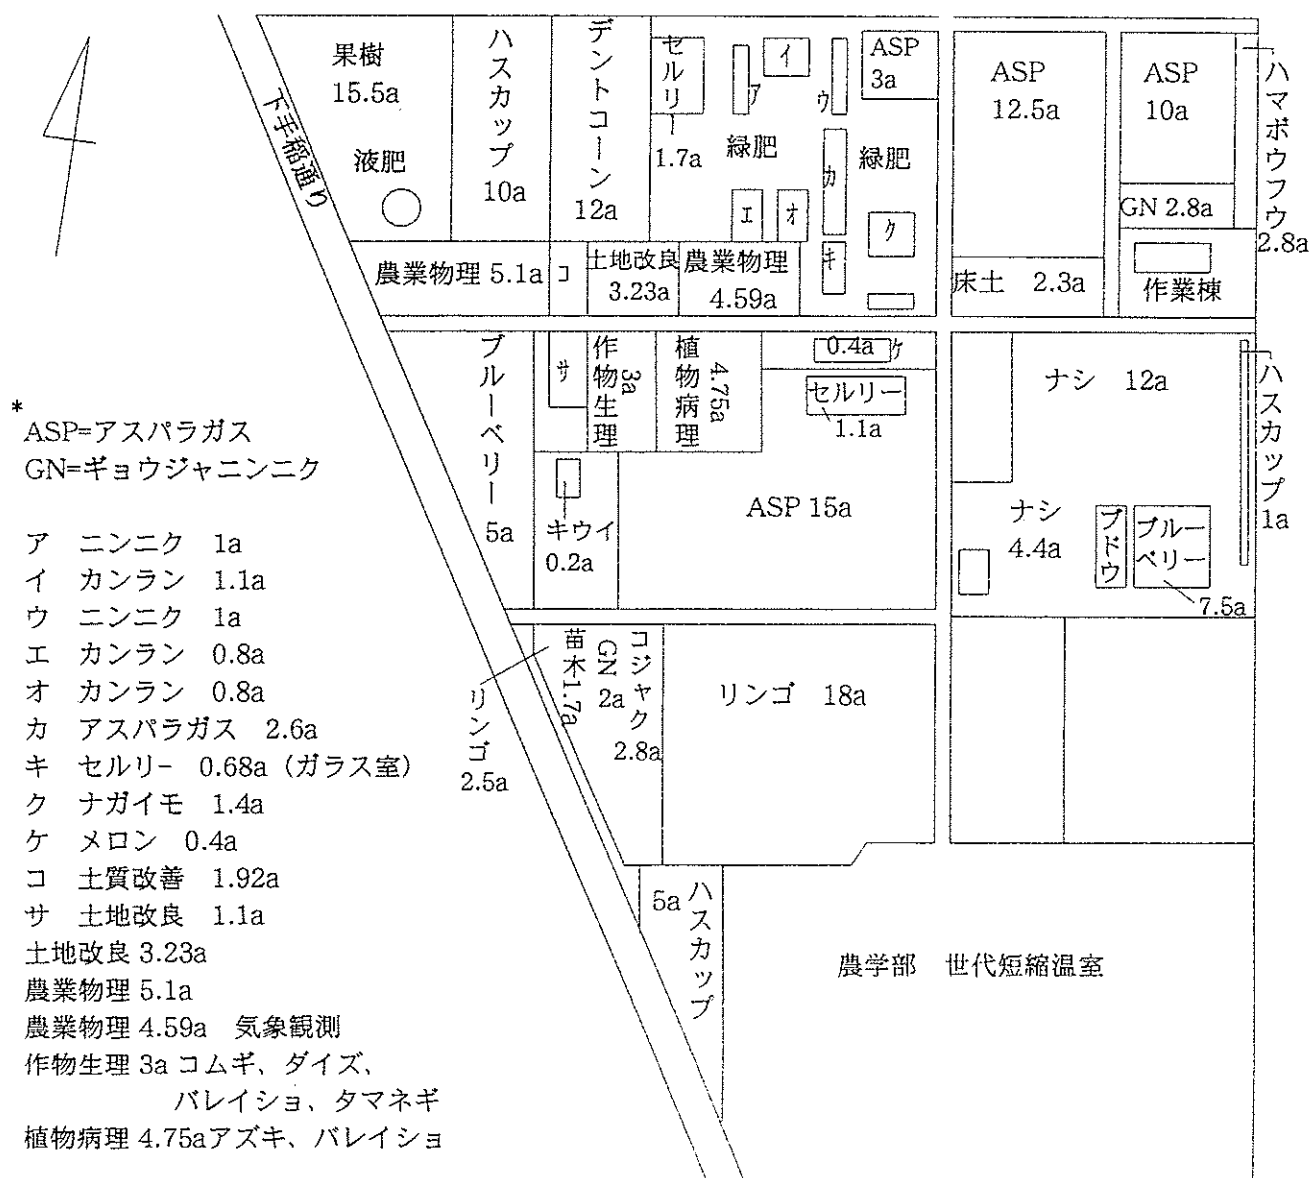 果樹
15.5a
液肥
下手稲通り
ハスカップ
10a
デントコーン
12a
セルリ
1.7a
ア
イ
ウ
緑肥
エ
オ
カ
キ
ASP
3a
緑肥
ク
ASP
12.5a
床土 2.3a
ASP
10a
GN 2.8a
作業棟
ハマボウフウ
2.8a
農業物理 5.1a
コ
土地改良
3.23a
農業物理
4.59a
ブルーベリー
5a
サ
作物生理
3a
植物病理
4.75a
0.4a
ケ
セルリー
1.1a
キウイ
0.2a
ASP 15a
ナシ 12a
ナシ
4.4a
ブドウ
ブルー
ベリー
7.5a
ハスカップ
1a
リンゴ
2.5a
苗木1.7a
GN 2a
コジャク
2.8a
リンゴ 18a
5a
ハスカップ
農学部 世代短縮温室
*
ASP=アスパラガス
GN=ギョウジャニンニク
ア ニンニク 1a
イ カンラン 1.1a
ウ ニンニク 1a
エ カンラン 0.8a
オ カンラン 0.8a
カ アスパラガス 2.6a
キ セルリ- 0.68a (ガラス室)
ク ナガイモ 1.4a
ケ メロン 0.4a
コ 土質改善 1.92a
サ 土地改良 1.1a
土地改良 3.23a
農業物理 5.1a
農業物理 4.59a 気象観測
作物生理 3a コムギ、ダイズ、
バレイショ、タマネギ
植物病理 4.75aアズキ、バレイショ